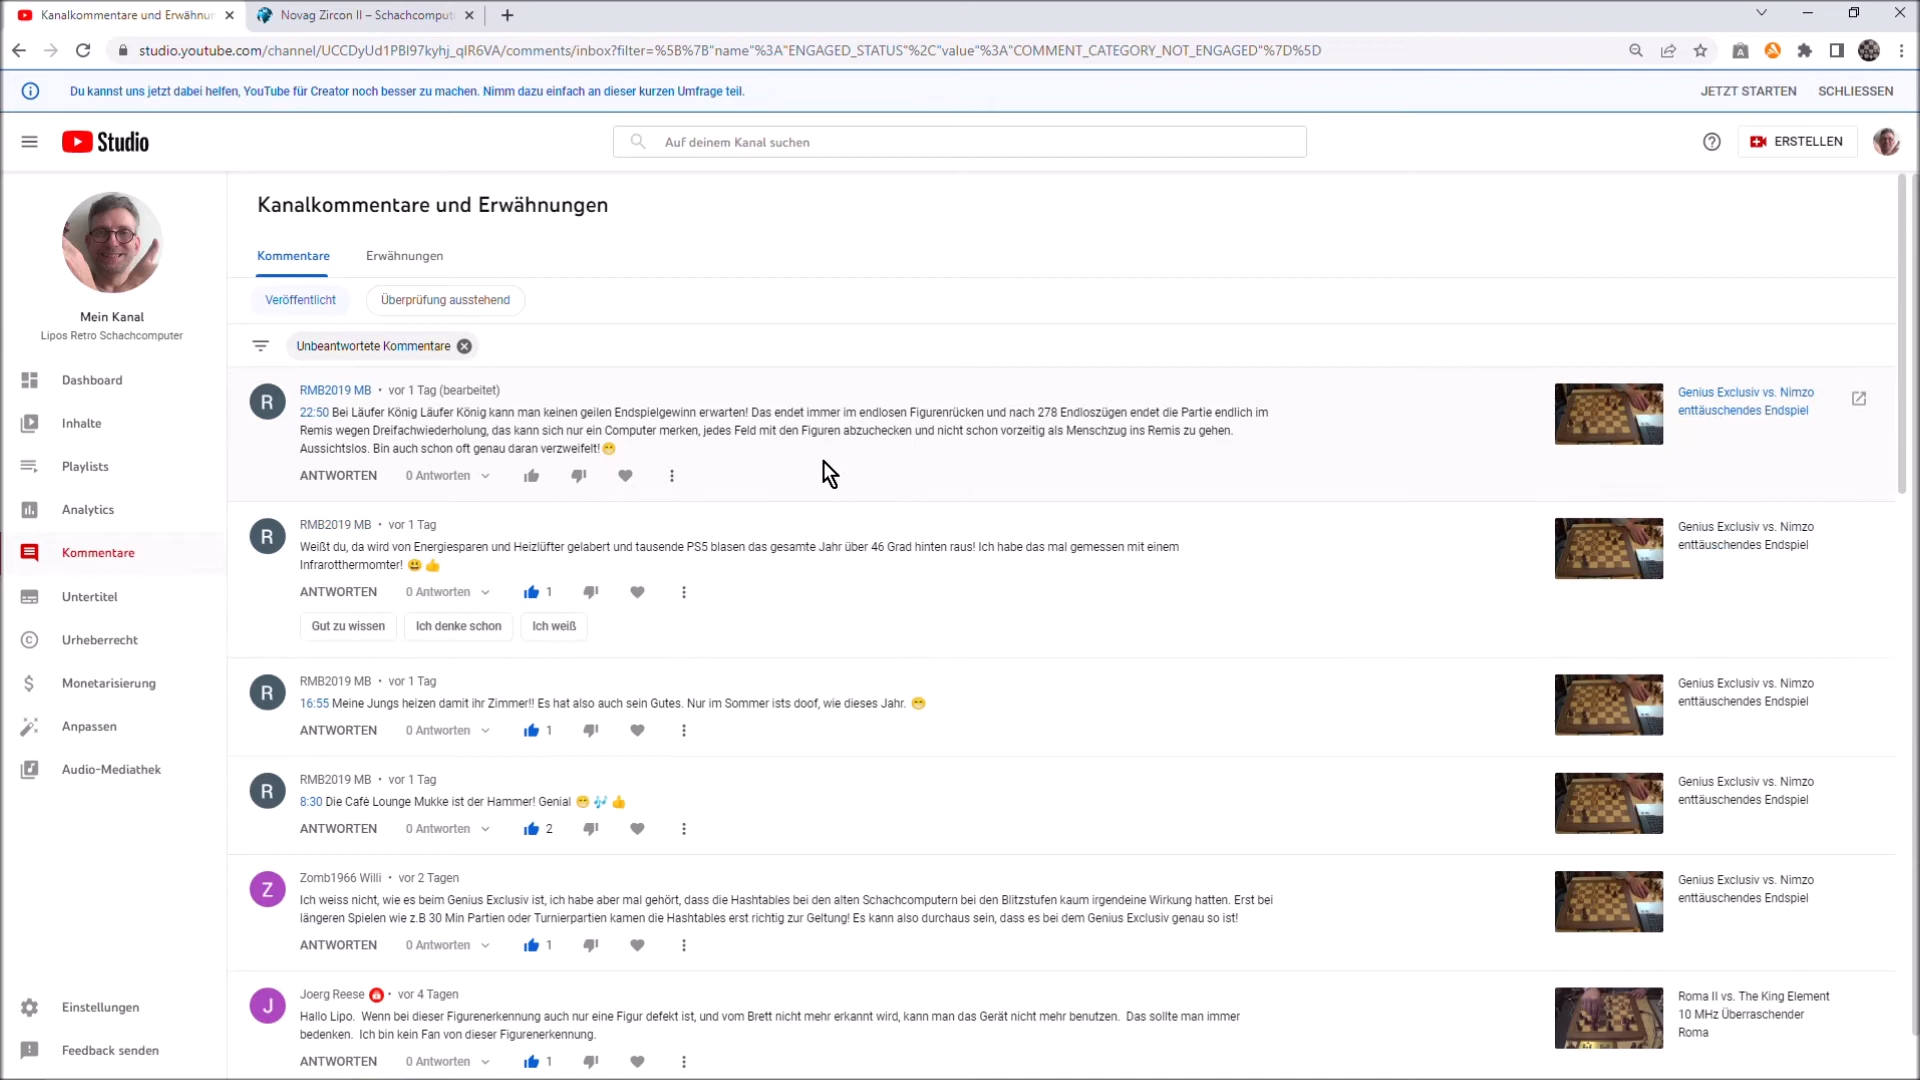 Kanalkommentare und Erwähnun
Novag Zircon II – Schachcompute
studio.youtube.com/channel/UCCDyUd1PBI97kyhj_qIR6VA/comments/inbox?filter=%5B%7B"name"%3A"ENGAGED_STATUS"%2C"value"%3A"COMMENT_CATEGORY_NOT_ENGAGED"%7D%5D
Du kannst uns jetzt dabei helfen, YouTube für Creator noch besser zu machen. Nimm dazu einfach an dieser kurzen Umfrage teil.
JETZT STARTEN SCHLIESSEN
Studio
Auf deinem Kanal suchen
ERSTELLEN
Mein Kanal
Lipos Retro Schachcomputer
Dashboard
Inhalte
Playlists
Analytics
Kommentare
Untertitel
Urheberrecht
Monetarisierung
Anpassen
Audio-Mediathek
Einstellungen
Feedback senden
Kanalkommentare und Erwähnungen
Kommentare Erwähnungen
Veröffentlicht Überprüfung ausstehend
Unbeantwortete Kommentare
R
RMB2019 MB • vor 1 Tag (bearbeitet)
22:50 Bei Läufer König Läufer König kann man keinen geilen Endspielgewinn erwarten! Das endet immer im endlosen Figurenrücken und nach 278 Endloszügen endet die Partie endlich im
Remis wegen Dreifachwiederholung, das kann sich nur ein Computer merken, jedes Feld mit den Figuren abzuchecken und nicht schon vorzeitig als Menschzug ins Remis zu gehen.
Aussichtslos. Bin auch schon oft genau daran verzweifelt!😁
ANTWORTEN 0 Antworten
Genius Exclusiv vs. Nimzo
enttäuschendes Endspiel
R
RMB2019 MB • vor 1 Tag
Weißt du, da wird von Energiesparen und Heizlüfter gelabert und tausende PS5 blasen das gesamte Jahr über 46 Grad hinten raus! Ich habe das mal gemessen mit einem
Infrarotthermomter! 😃 👍
ANTWORTEN 0 Antworten 1
Gut zu wissen Ich denke schon Ich weiß
Genius Exclusiv vs. Nimzo
enttäuschendes Endspiel
R
RMB2019 MB • vor 1 Tag
16:55 Meine Jungs heizen damit ihr Zimmer!! Es hat also auch sein Gutes. Nur im Sommer ists doof, wie dieses Jahr. 😁
ANTWORTEN 0 Antworten 1
Genius Exclusiv vs. Nimzo
enttäuschendes Endspiel
R
RMB2019 MB • vor 1 Tag
8:30 Die Cafè Lounge Mukke ist der Hammer! Genial 😁 🎶 👍
ANTWORTEN 0 Antworten 2
Genius Exclusiv vs. Nimzo
enttäuschendes Endspiel
Z
Zomb1966 Willi • vor 2 Tagen
Ich weiss nicht, wie es beim Genius Exclusiv ist, ich habe aber mal gehört, dass die Hashtables bei den alten Schachcomputern bei den Blitzstufen kaum irgendeine Wirkung hatten. Erst bei
längeren Spielen wie z.B 30 Min Partien oder Turnierpartien kamen die Hashtables erst richtig zur Geltung! Es kann also durchaus sein, dass es bei dem Genius Exclusiv genau so ist!
ANTWORTEN 0 Antworten 1
Genius Exclusiv vs. Nimzo
enttäuschendes Endspiel
J
Joerg Reese • vor 4 Tagen
Hallo Lipo. Wenn bei dieser Figurenerkennung auch nur eine Figur defekt ist, und vom Brett nicht mehr erkannt wird, kann man das Gerät nicht mehr benutzen. Das sollte man immer
bedenken. Ich bin kein Fan von dieser Figurenerkennung.
ANTWORTEN 0 Antworten 1
Roma II vs. The King Element
10 MHz Überraschender
Roma